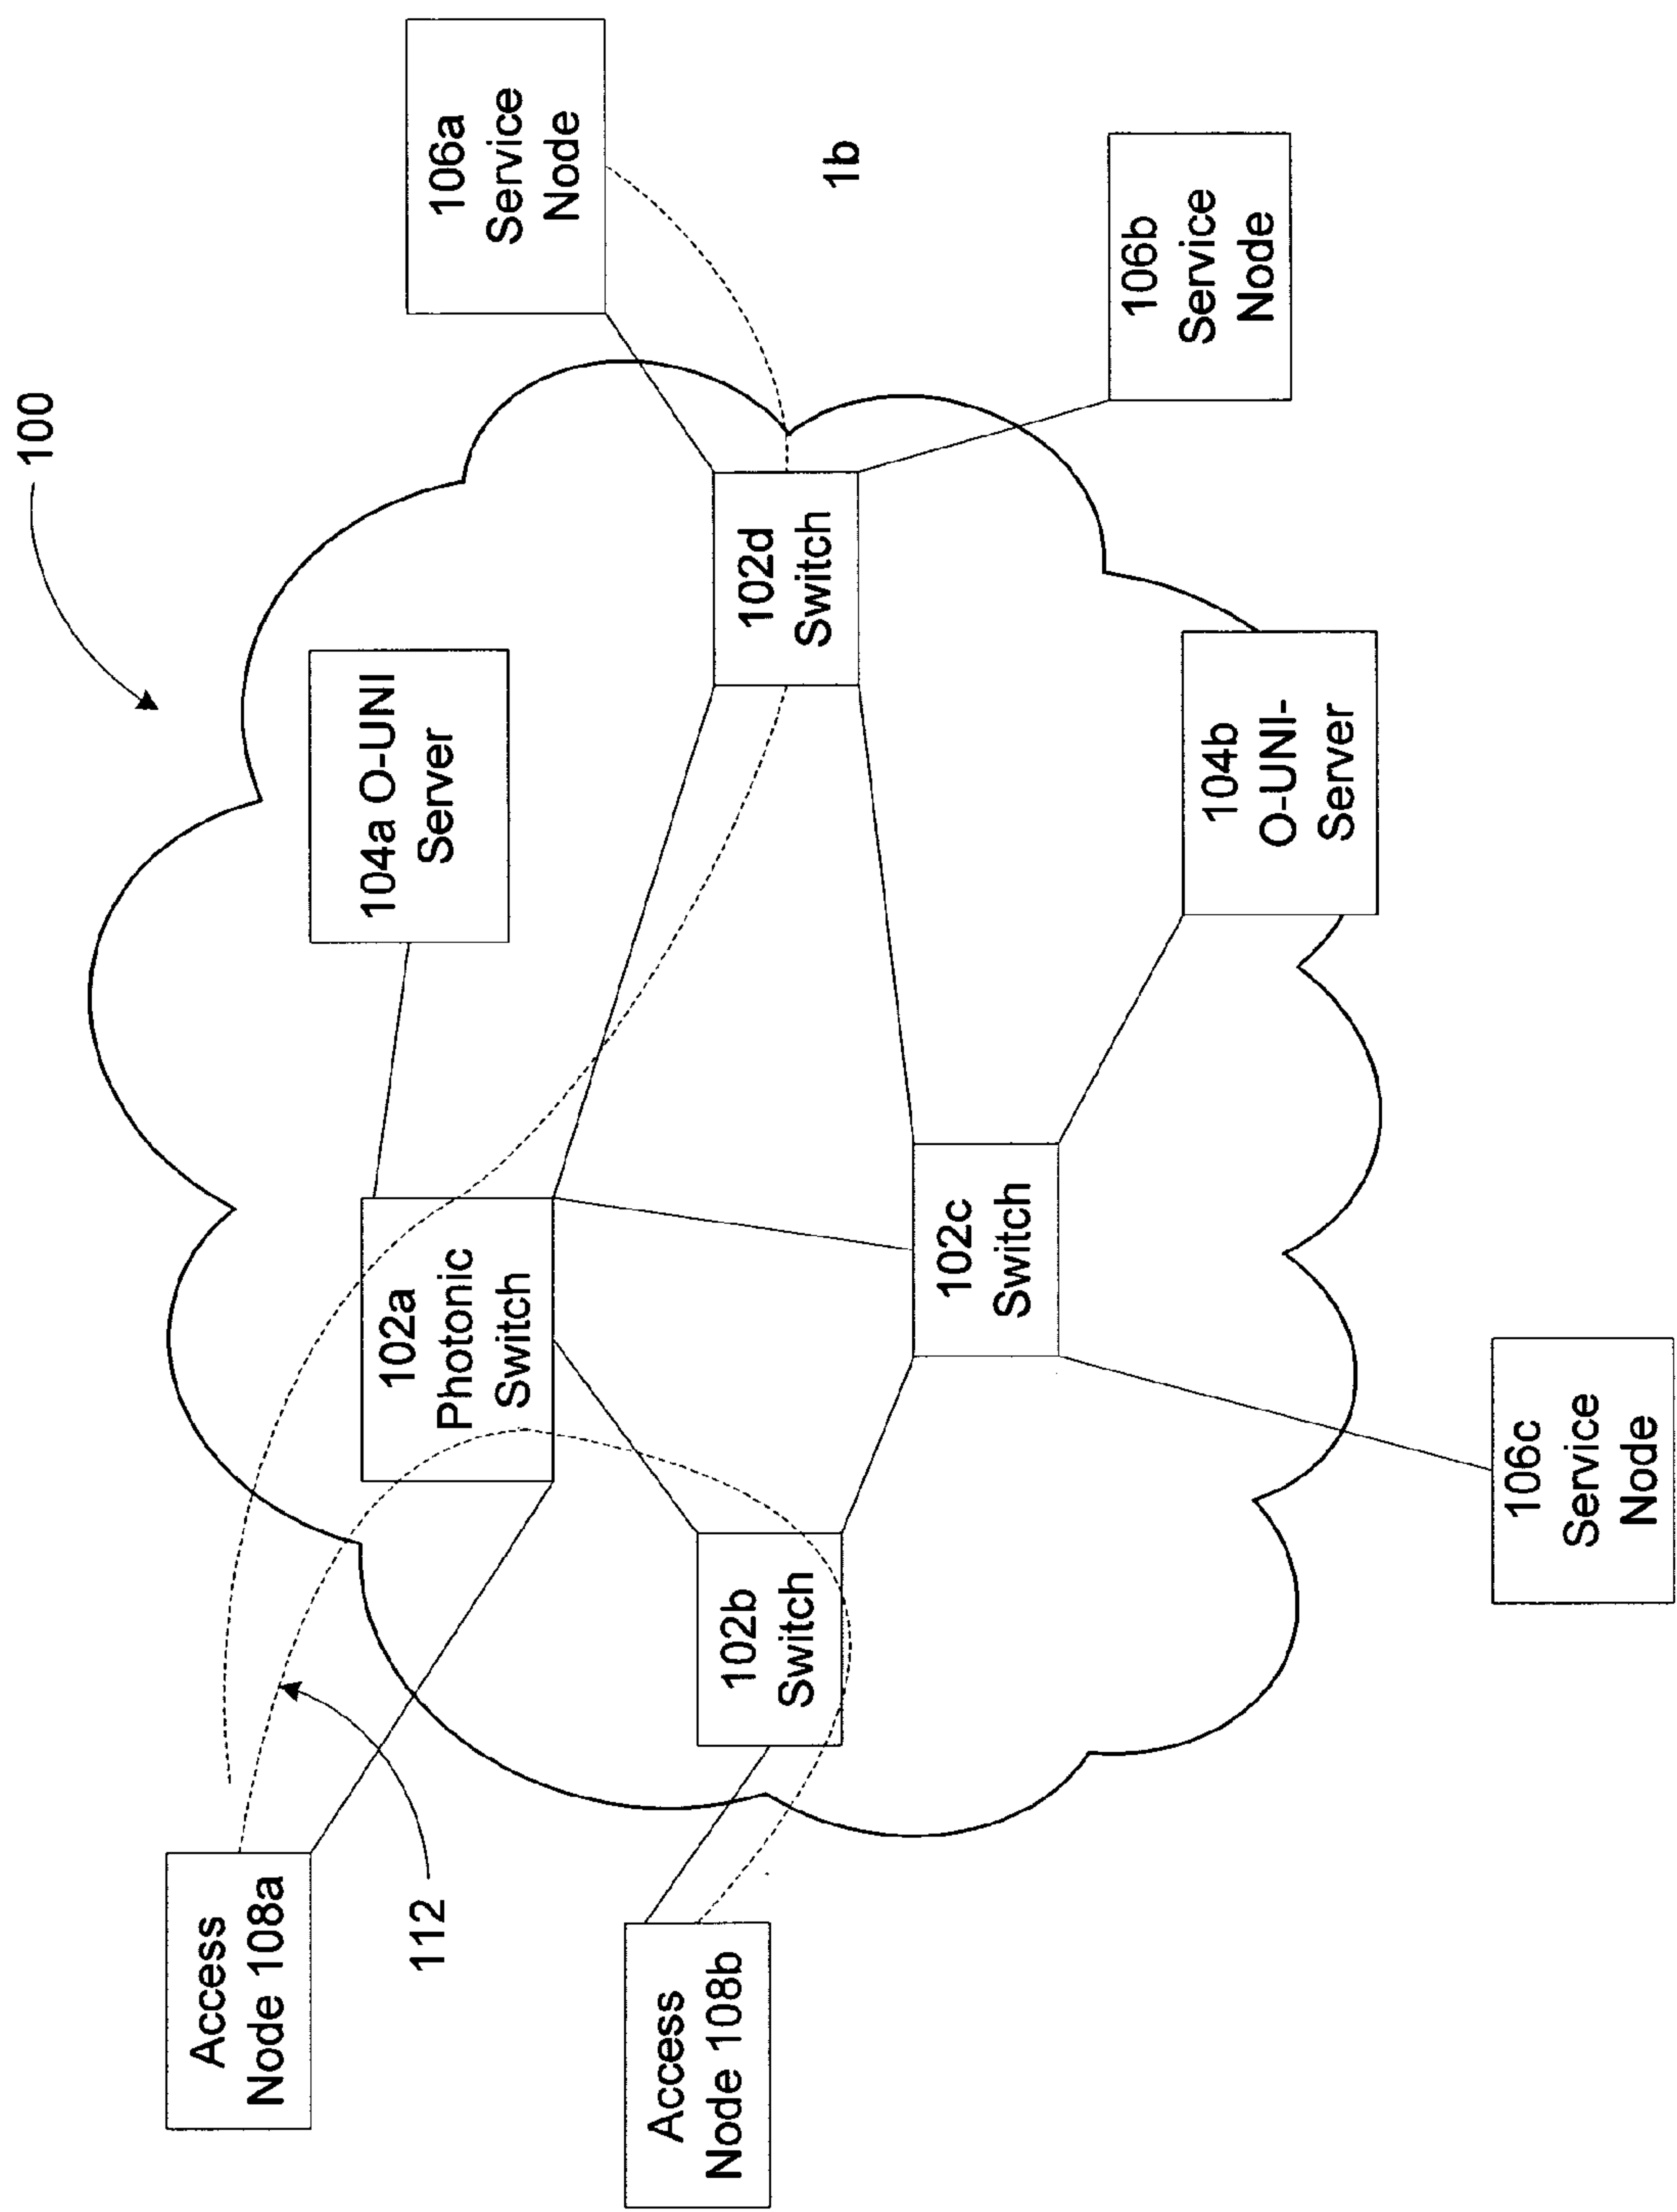 100
Access
Node 108a
112
Access
Node 108b
102a
Photonic
Switch
104a O-UNI
Server
106a
Service
Node
1b
102b
Switch
102d
Switch
102c
Switch
104b
O-UNI-
Server
106b
Service
Node
106c
Service
Node